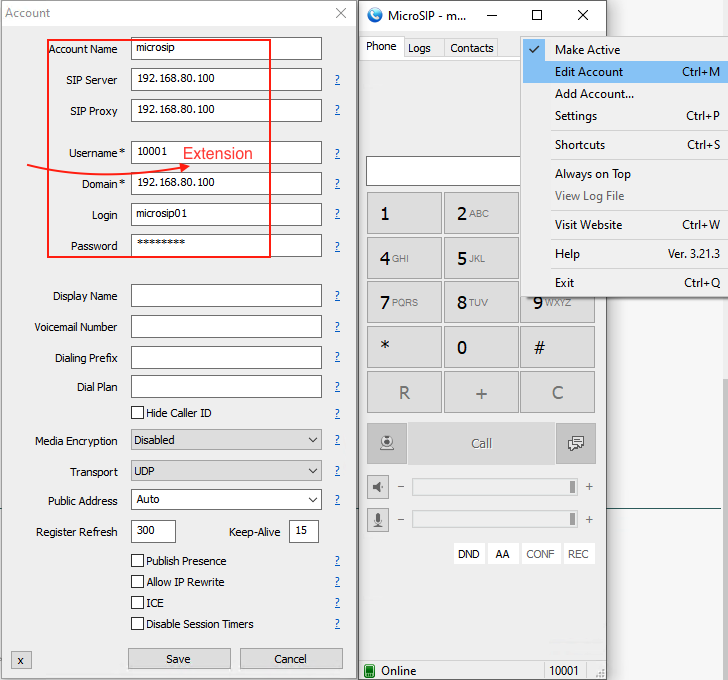 Account
Account Name microsip
SIP Server 192.168.80.100 ?
SIP Proxy 192.168.80.100 ?
Username* 10001 Extension ?
Domain* 192.168.80.100 ?
Login microsip01 ?
Password ******** ?
Display Name ?
Voicemail Number ?
Dialing Prefix ?
Dial Plan ?
Hide Caller ID ?
Media Encryption Disabled ?
Transport UDP ?
Public Address Auto ?
Register Refresh 300 Keep-Alive 15 ?
Publish Presence ?
Allow IP Rewrite ?
ICE ?
Disable Session Timers ?
x Save Cancel
MicroSIP - m...
Phone Logs Contacts
Make Active
Edit Account Ctrl+M
Add Account...
Settings Ctrl+P
Shortcuts Ctrl+S
Always on Top
View Log File
Visit Website Ctrl+W
Help Ver. 3.21.3
Exit Ctrl+Q
1 2 ABC
4 GHI 5 JKL
7 PQRS 8 TUV 9 WXYZ
* 0 #
R + C
Call
− +
− +
DND AA CONF REC
Online 10001